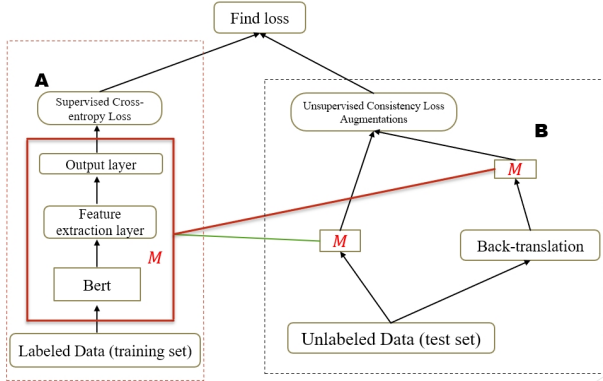 Find loss
A
Supervised Cross-
entropy Loss
Unsupervised Consistency Loss
Augmentations
B
Output layer
M
Feature
extraction layer
M
M
Back-translation
Bert
Labeled Data (training set)
Unlabeled Data (test set)